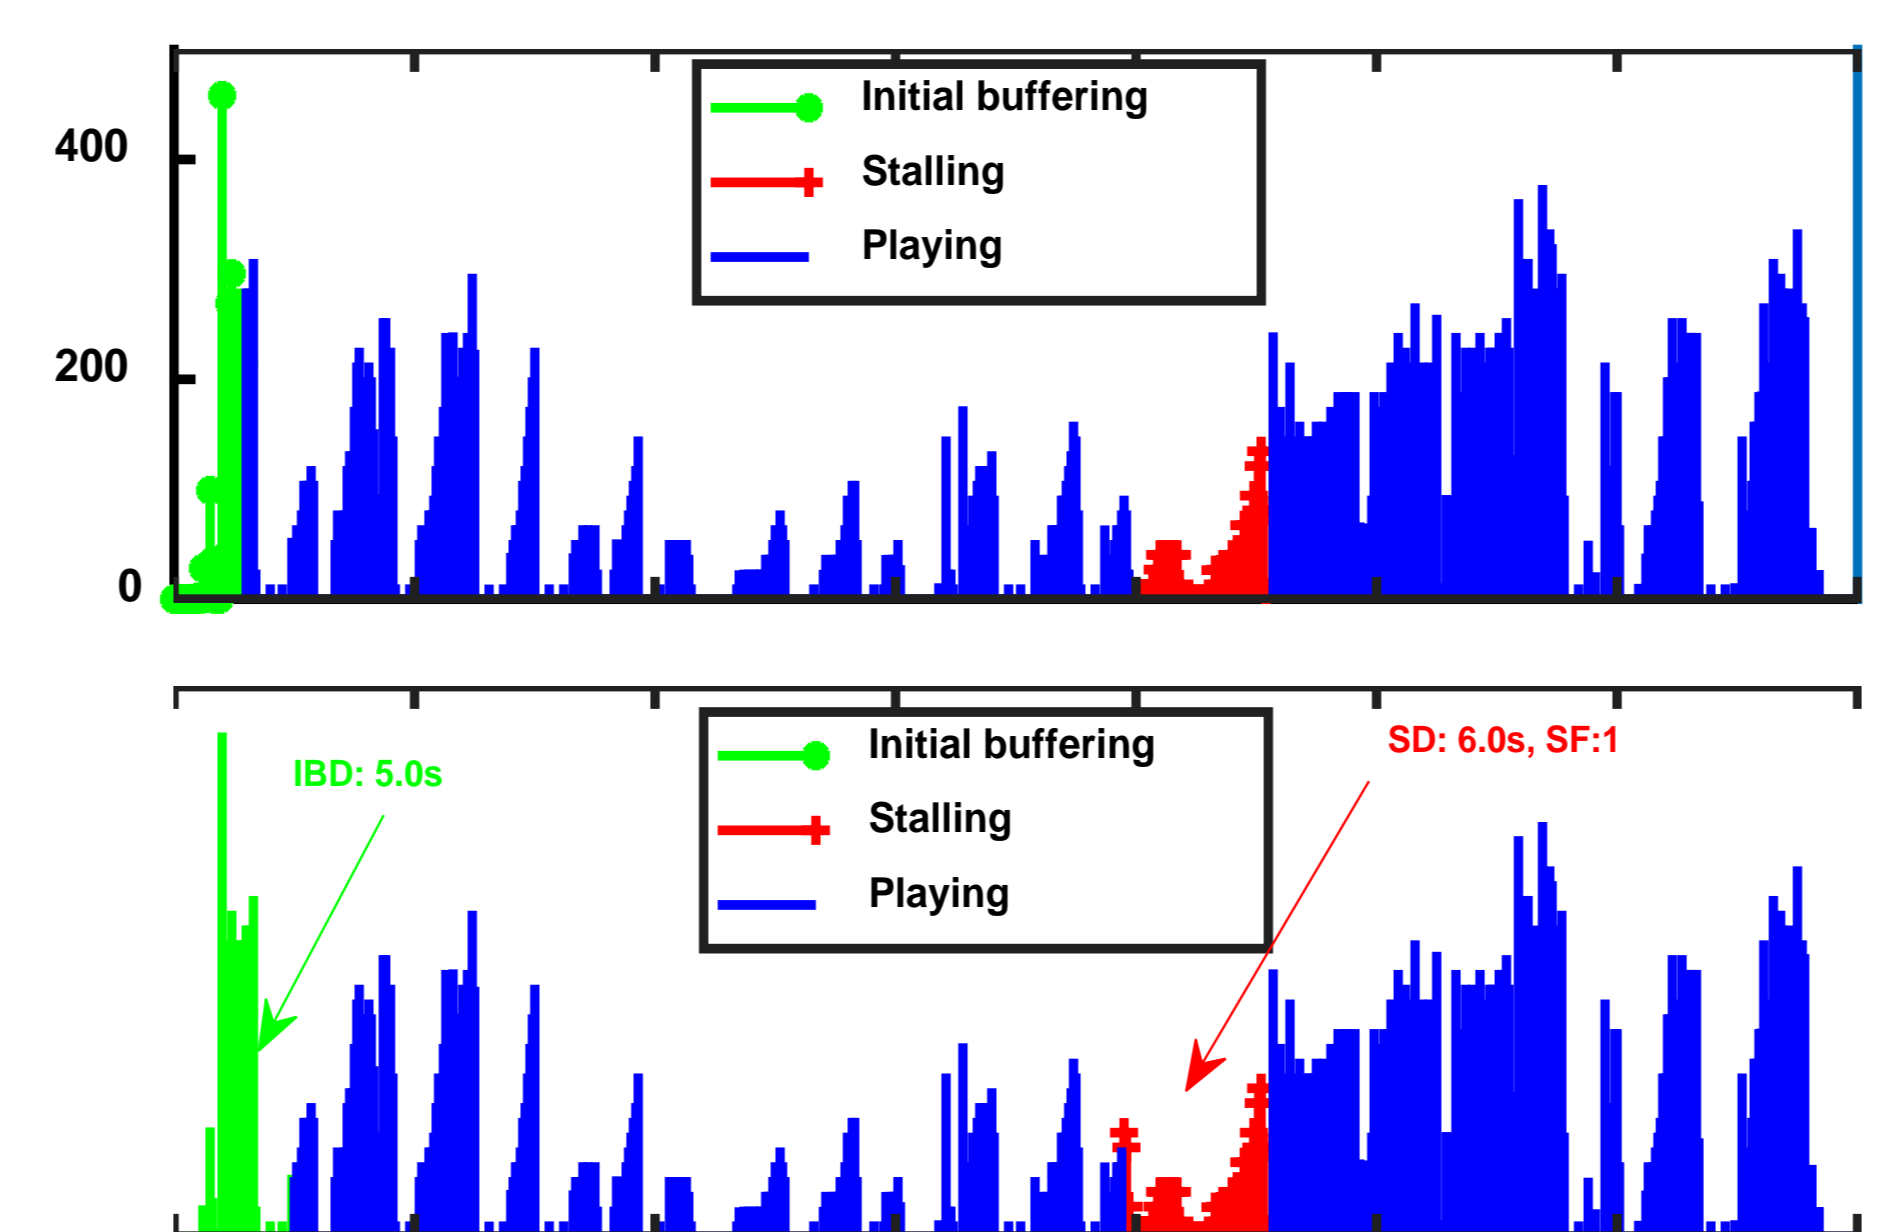 Initial buffering
400
Stalling
Playing
200
0
Initial buffering
SD: 6.0s, SF:1
IBD: 5.0s
Stalling
Playing